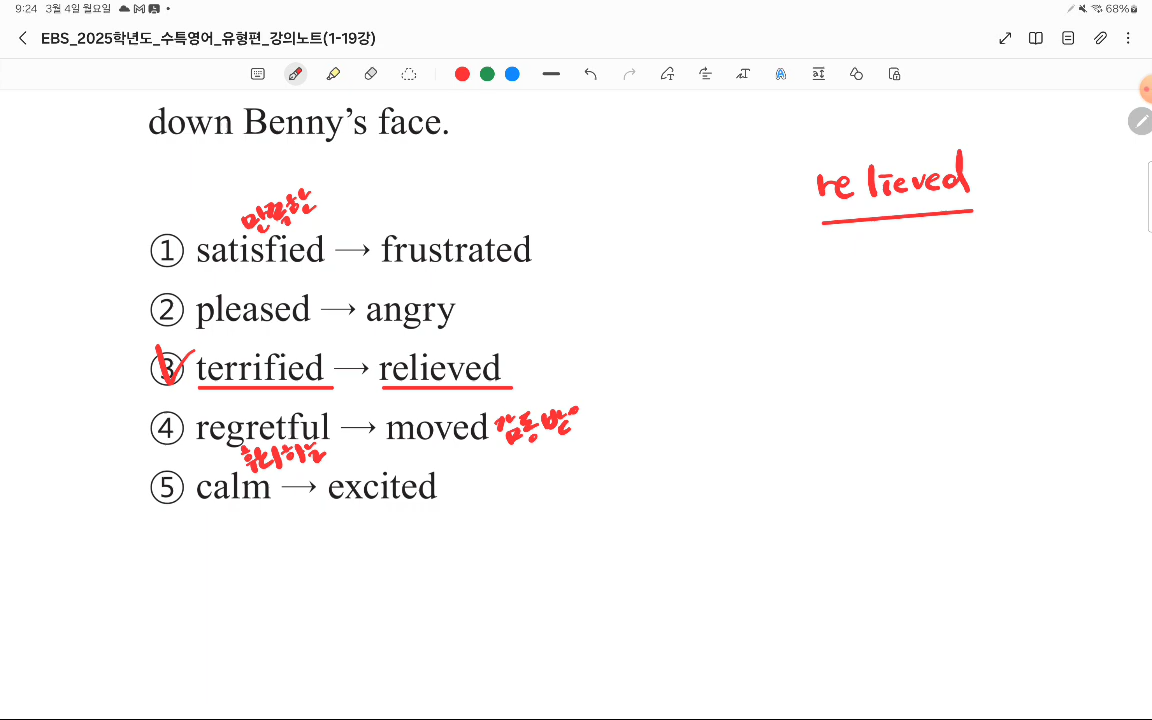 9:24 3월 4일 월요일
68%
EBS_2025학년도_수특영어_유형편_강의노트(1-19강)
down Benny's face.
relieved
만족한
① satisfied → frustrated
② pleased → angry
③ terrified → relieved
④ regretful → moved 감동받은
후회하는
⑤ calm → excited